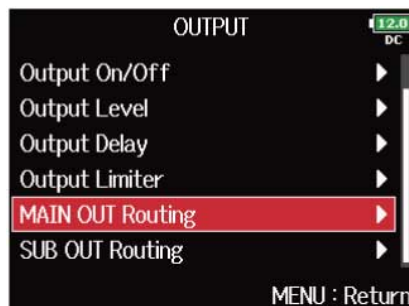 OUTPUT
12.0
DC
Output On/Off
Output Level
Output Delay
Output Limiter
MAIN OUT Routing
SUB OUT Routing
MENU : Return